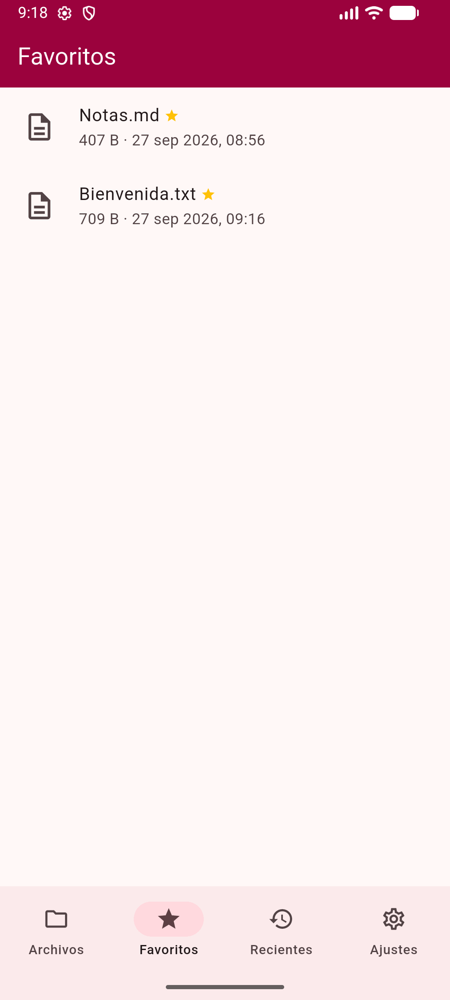 9:18
Favoritos
Notas.md
407 B · 27 sep 2026, 08:56
Bienvenida.txt
709 B · 27 sep 2026, 09:16
Archivos
Favoritos
Recientes
Ajustes